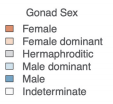 Gonad Sex
Female
Female dominant
Hermaphroditic
Male dominant
Male
Indeterminate